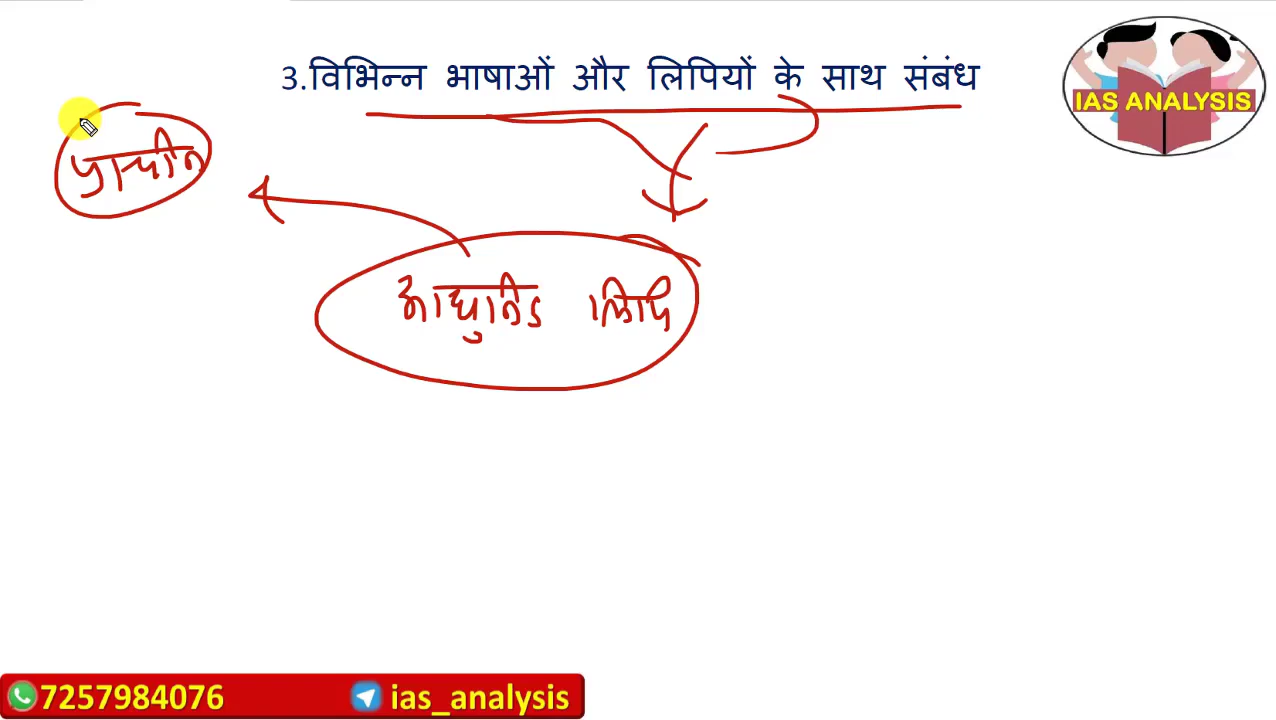 3.विभिन्न भाषाओं और लिपियों के साथ संबंध
IAS ANALYSIS
प्राचीन
आधुनिक लिपि
7257984076
ias_analysis